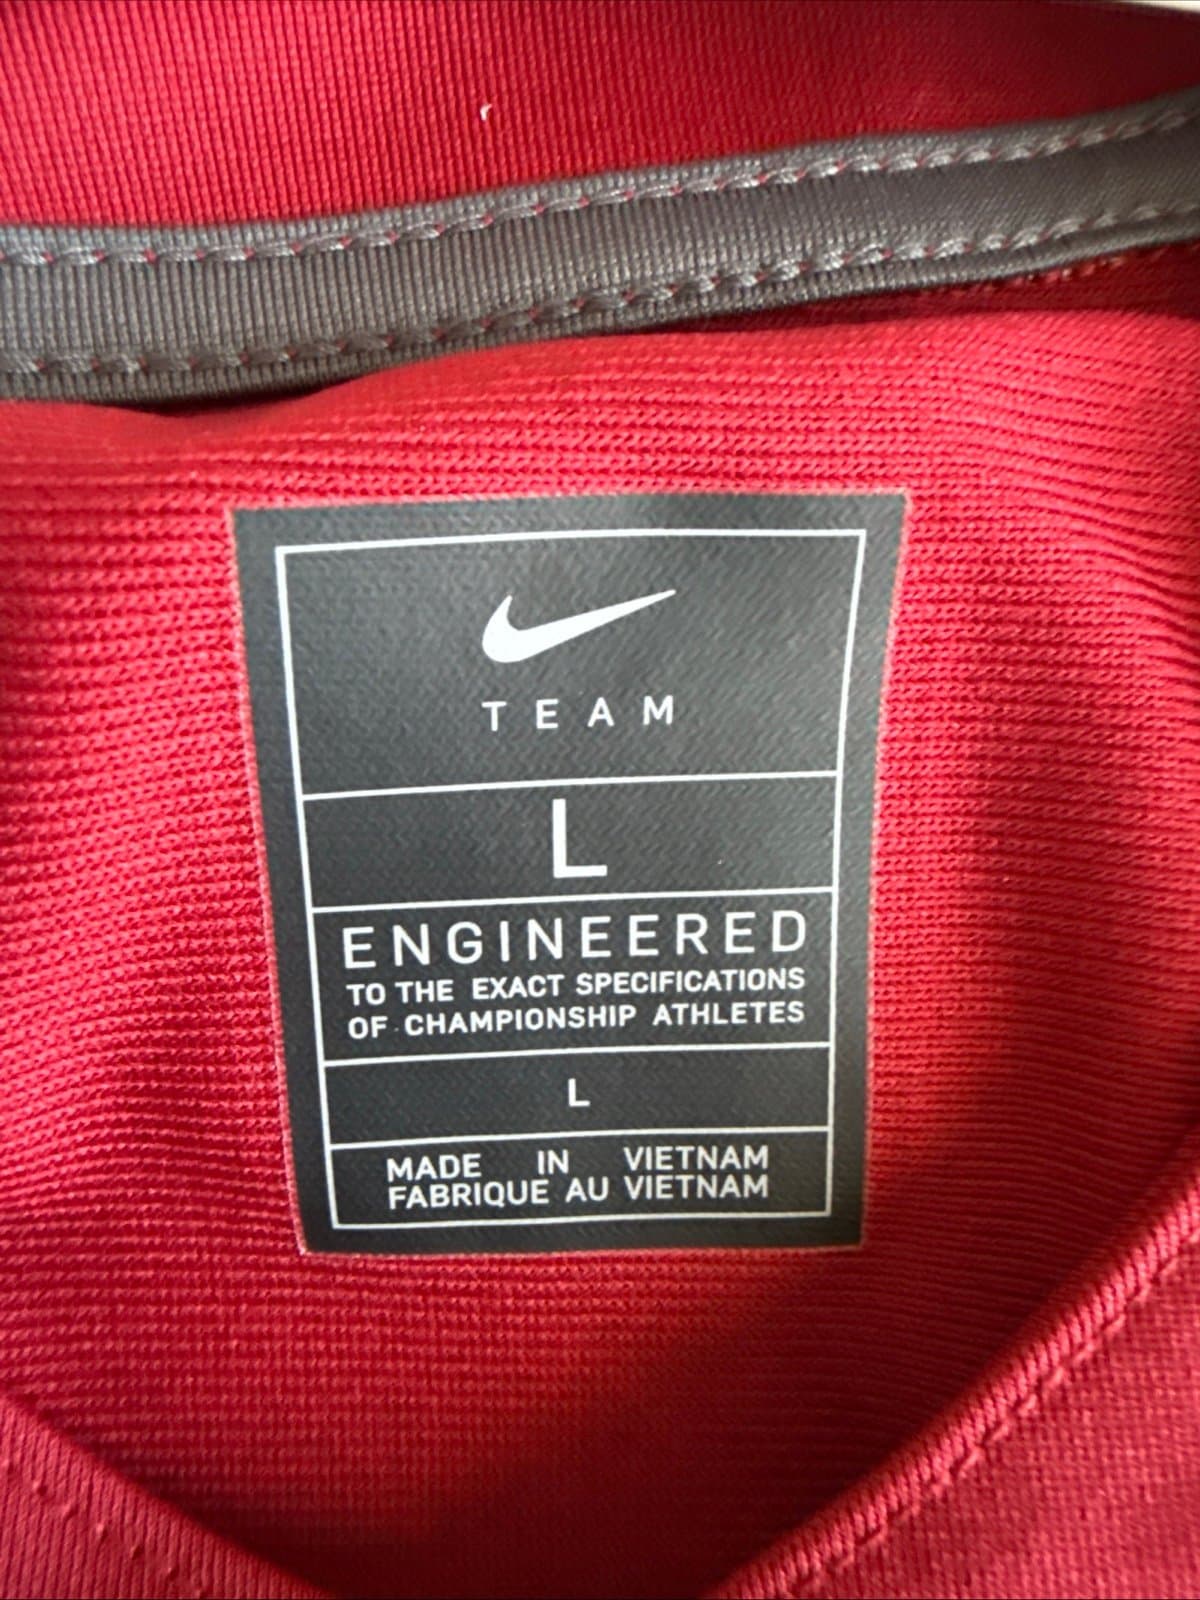 TEAM
L
ENGINEERED
TO THE EXACT SPECIFICATIONS
OF CHAMPIONSHIP ATHLETES
L
MADE IN VIETNAM
FABRIQUE AU VIETNAM